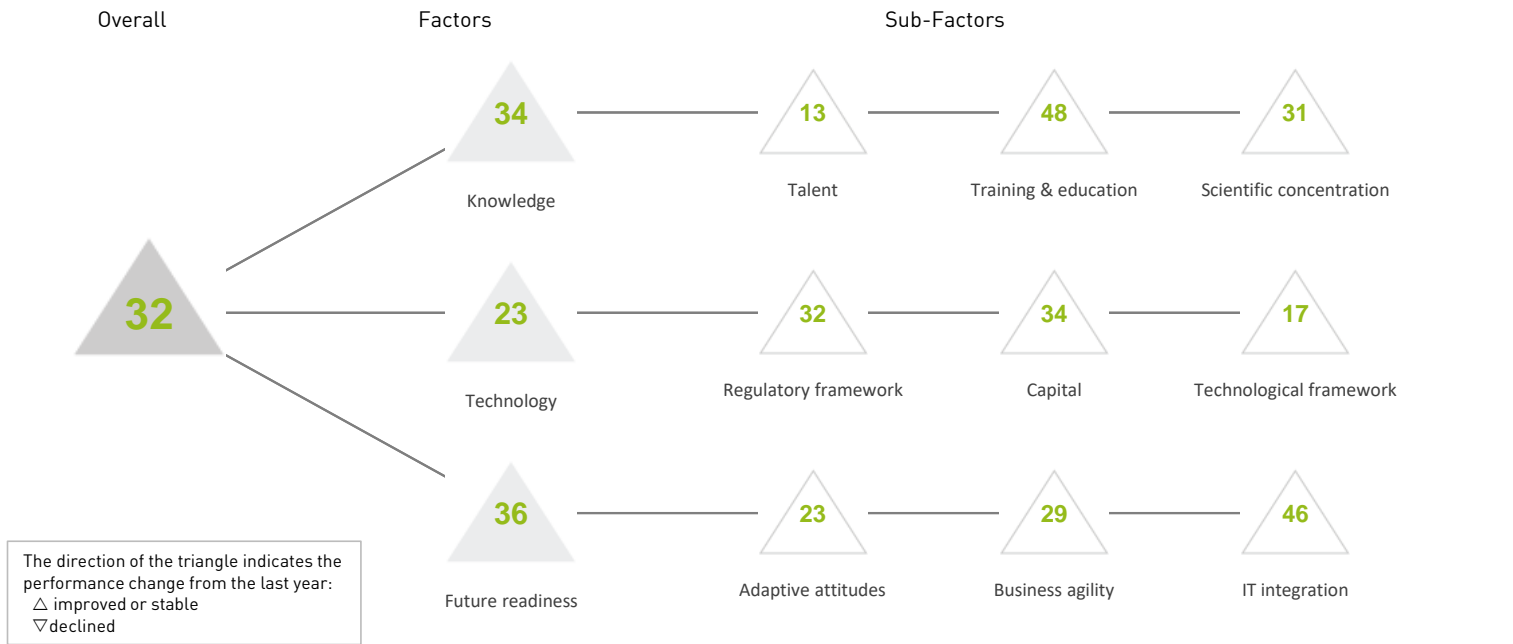 Overall Factors Sub-Factors
34 13 48 31
Knowledge Talent Training & education Scientific concentration
32
23 32 34 17
Technology Regulatory framework Capital Technological framework
36 23 29 46
Future readiness Adaptive attitudes Business agility IT integration
The direction of the triangle indicates the
performance change from the last year:
△ improved or stable
▽declined